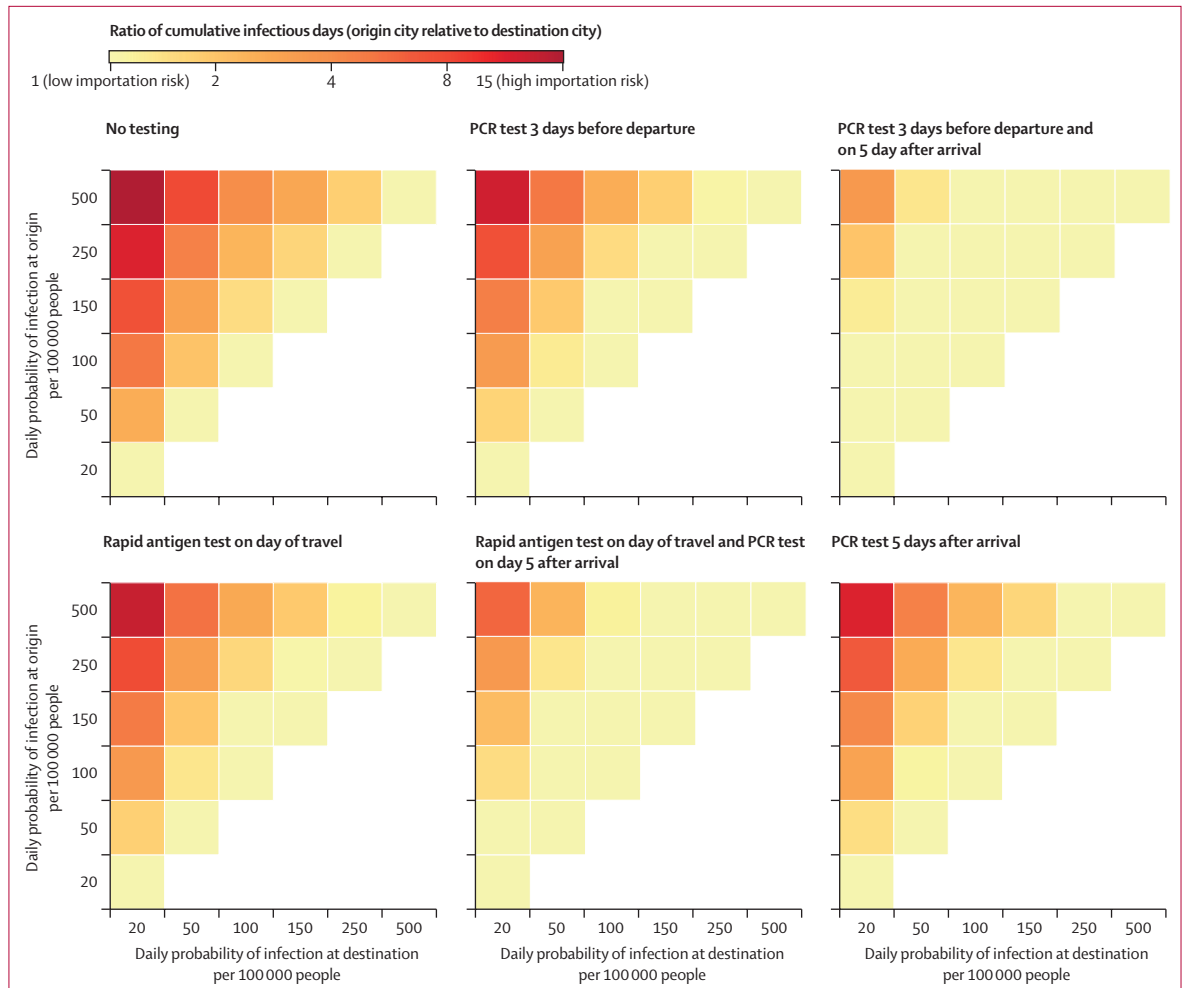 Ratio of cumulative infectious days (origin city relative to destination city)
1 (low importation risk) 2 4 8 15 (high importation risk)
No testing
PCR test 3 days before departure
PCR test 3 days before departure and
on 5 day after arrival
Daily probability of infection at origin
per 100 000 people
500
250
150
100
50
20
Rapid antigen test on day of travel
Rapid antigen test on day of travel and PCR test
on day 5 after arrival
PCR test 5 days after arrival
Daily probability of infection at origin
per 100 000 people
500
250
150
100
50
20
20 50 100 150 250 500
Daily probability of infection at destination
per 100 000 people
20 50 100 150 250 500
Daily probability of infection at destination
per 100 000 people
20 50 100 150 250 500
Daily probability of infection at destination
per 100 000 people